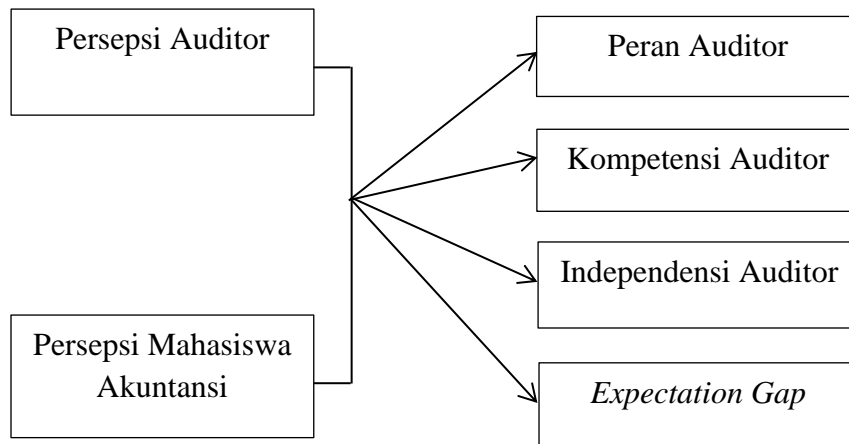 Persepsi Auditor
Persepsi Mahasiswa
Akuntansi
Peran Auditor
Kompetensi Auditor
Independensi Auditor
Expectation Gap